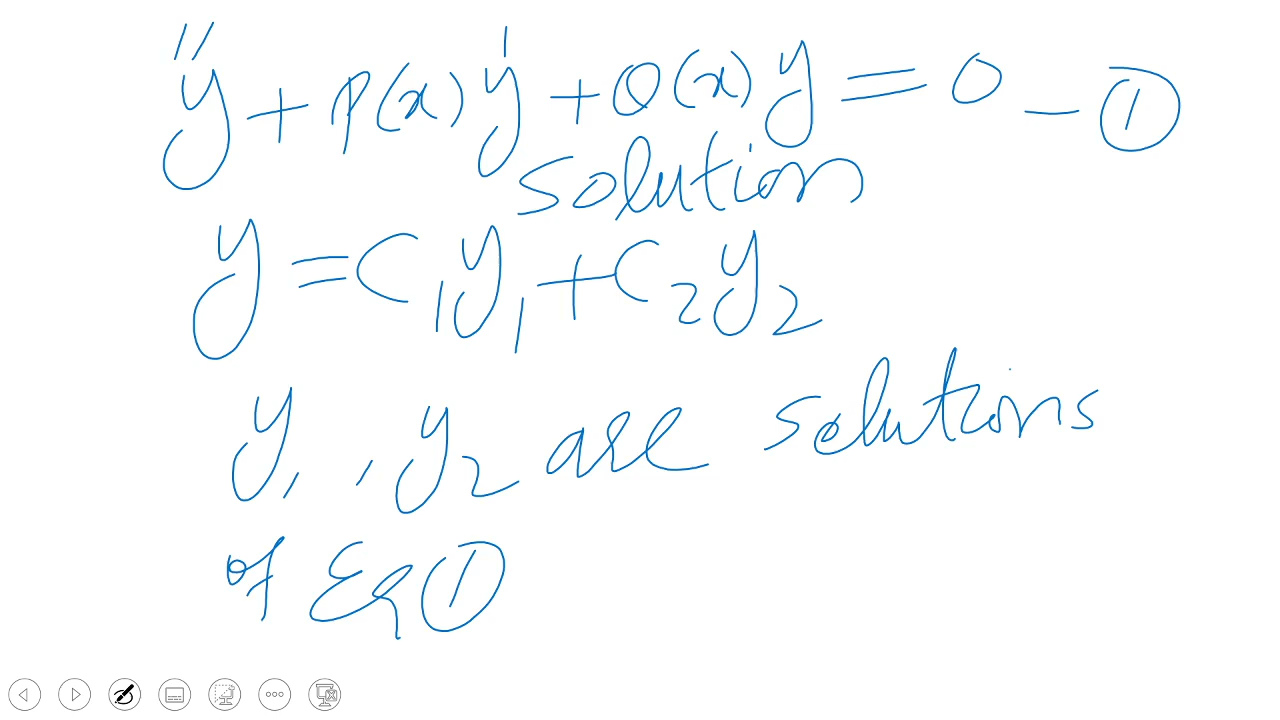 y'' + p(x) y' + Q(x) y = 0 — ①
solution
y = C₁y₁ + C₂y₂
y₁, y₂ are solutions
of Eq ①